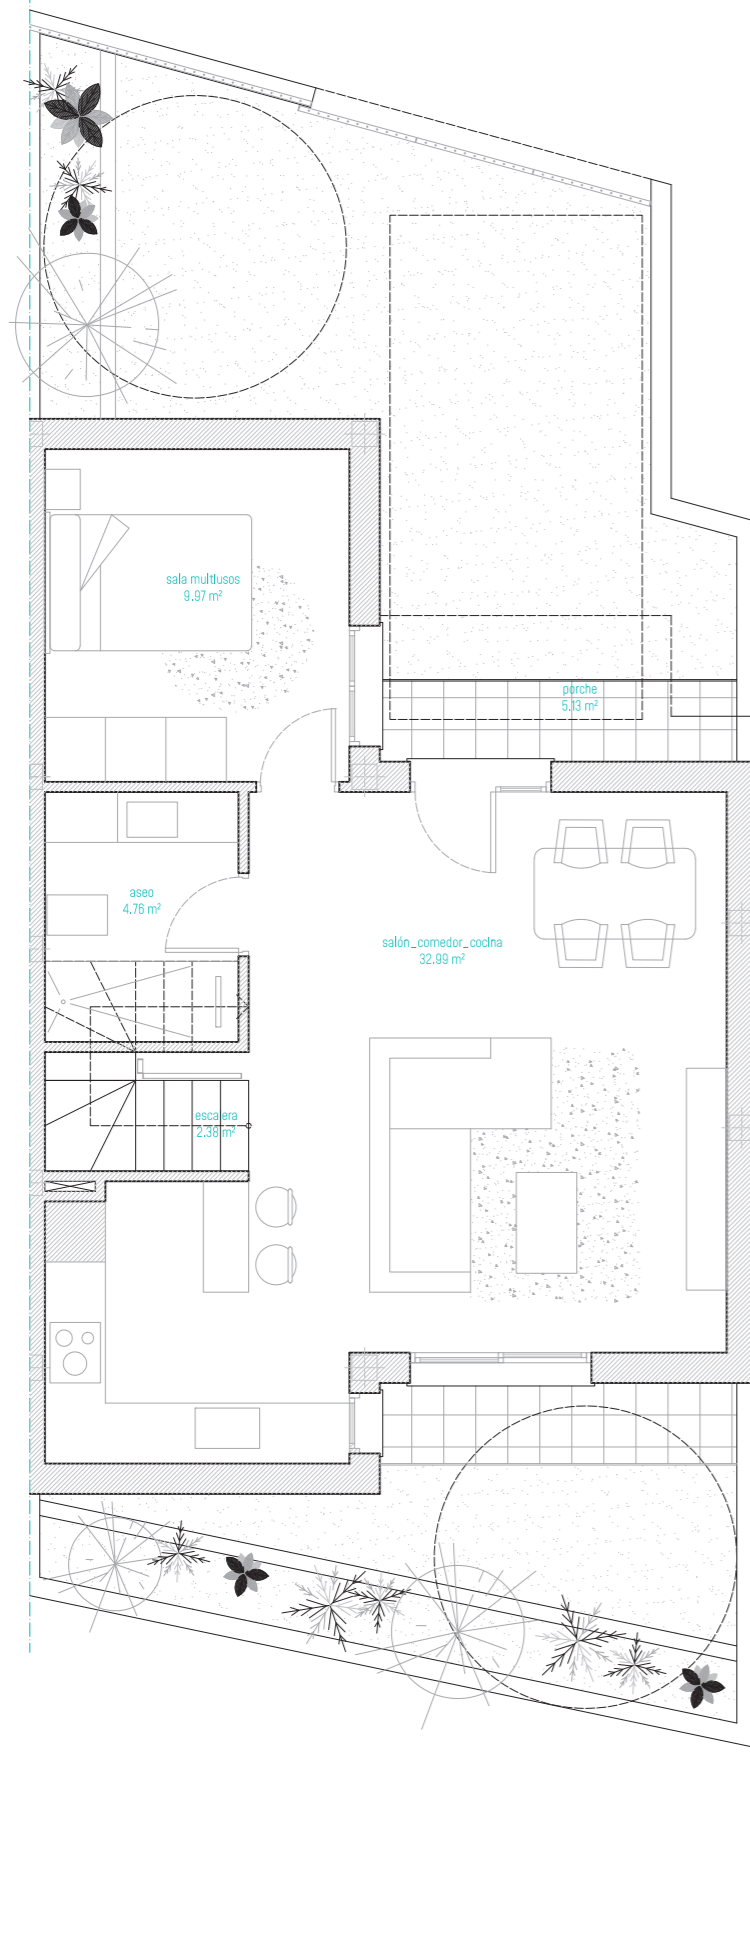 sala multiusos
9.97 m²
porche
5.13 m²
aseo
4.76 m²
salón_comedor_cocina
32.99 m²
escalera
2.38 m²